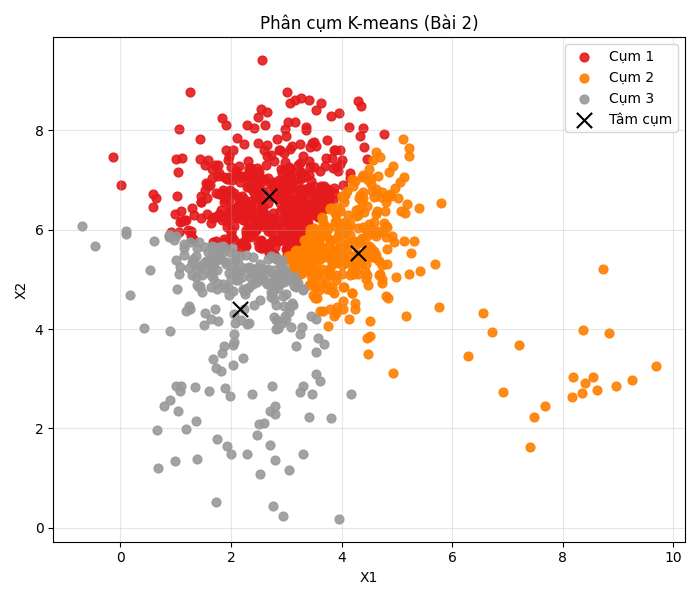 Phân cụm K-means (Bài 2)
Cụm 1
Cụm 2
Cụm 3
Tâm cụm
X2
8
6
4
2
0
0 2 4 6 8 10
X1